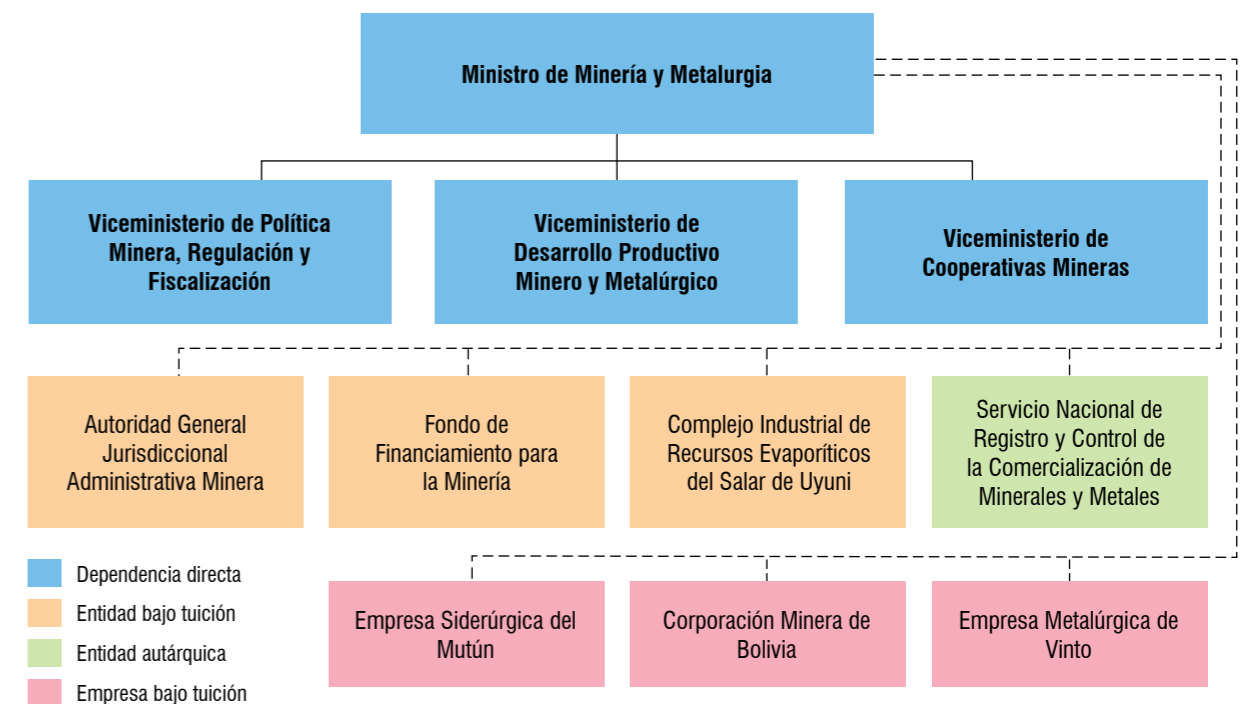 Ministro de Minería y Metalurgia
Viceministerio de Política
Minera, Regulación y
Fiscalización
Viceministerio de
Desarrollo Productivo
Minero y Metalúrgico
Viceministerio de
Cooperativas Mineras
Autoridad General
Jurisdiccional
Administrativa Minera
Fondo de
Financiamiento para
la Minería
Complejo Industrial de
Recursos Evaporíticos
del Salar de Uyuni
Servicio Nacional de
Registro y Control de
la Comercialización de
Minerales y Metales
Empresa Siderúrgica del
Mutún
Corporación Minera de
Bolivia
Empresa Metalúrgica de
Vinto
Dependencia directa
Entidad bajo tuición
Entidad autárquica
Empresa bajo tuición